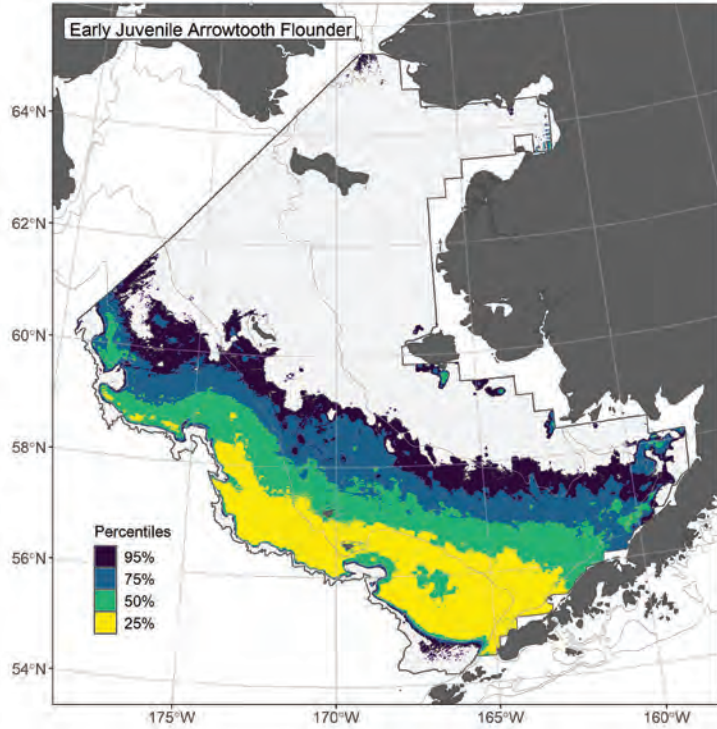 Early Juvenile Arrowtooth Flounder
64°N
62°N
60°N
58°N
56°N
54°N
Percentiles
95%
75%
50%
25%
175°W
170°W
165°W
160°W